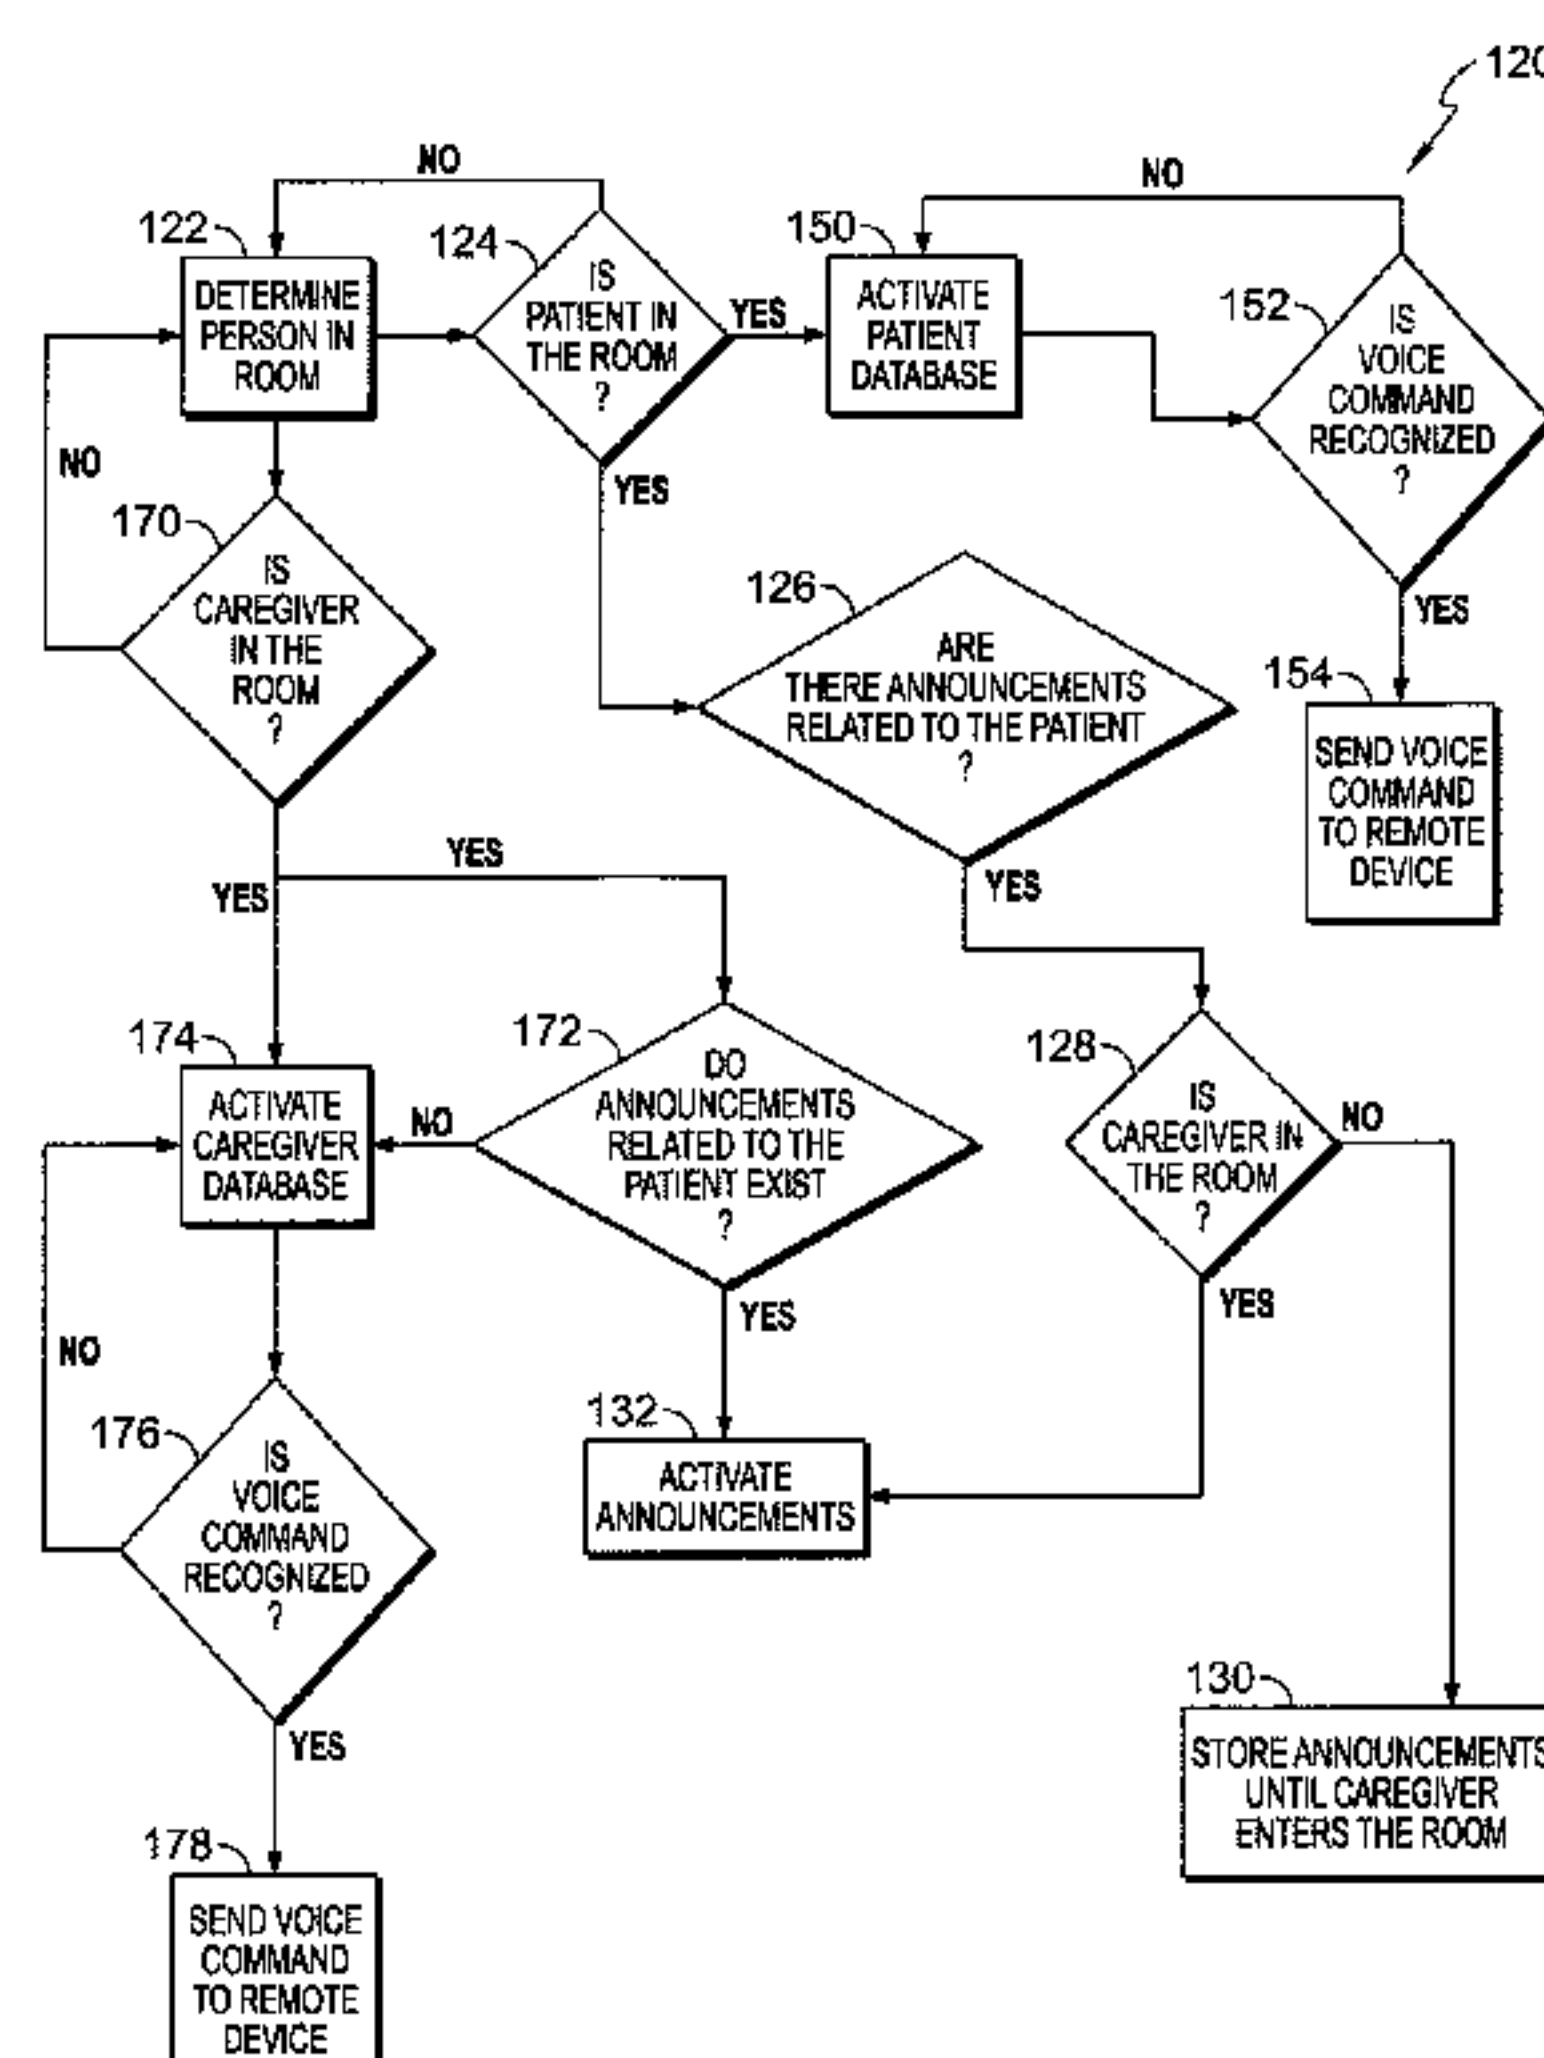 120
NO
NO
122
124
150
152
DETERMINE
PERSON IN
ROOM
IS
PATIENT IN
THE ROOM
?
YES
ACTIVATE
PATIENT
DATABASE
IS
VOICE
COMMAND
RECOGNIZED
?
NO
YES
YES
170
IS
CAREGIVER
IN THE
ROOM
?
126
ARE
THERE ANNOUNCEMENTS
RELATED TO THE PATIENT
?
154
SEND VOICE
COMMAND
TO REMOTE
DEVICE
YES
YES
YES
174
172
128
ACTIVATE
CAREGIVER
DATABASE
NO
DO
ANNOUNCEMENTS
RELATED TO THE
PATIENT EXIST
?
IS
CAREGIVER IN
THE ROOM
?
NO
YES
YES
NO
176
IS
VOICE
COMMAND
RECOGNIZED
?
132
ACTIVATE
ANNOUNCEMENTS
YES
130
STORE ANNOUNCEMENTS
UNTIL CAREGIVER
ENTERS THE ROOM
178
SEND VOICE
COMMAND
TO REMOTE
DEVICE